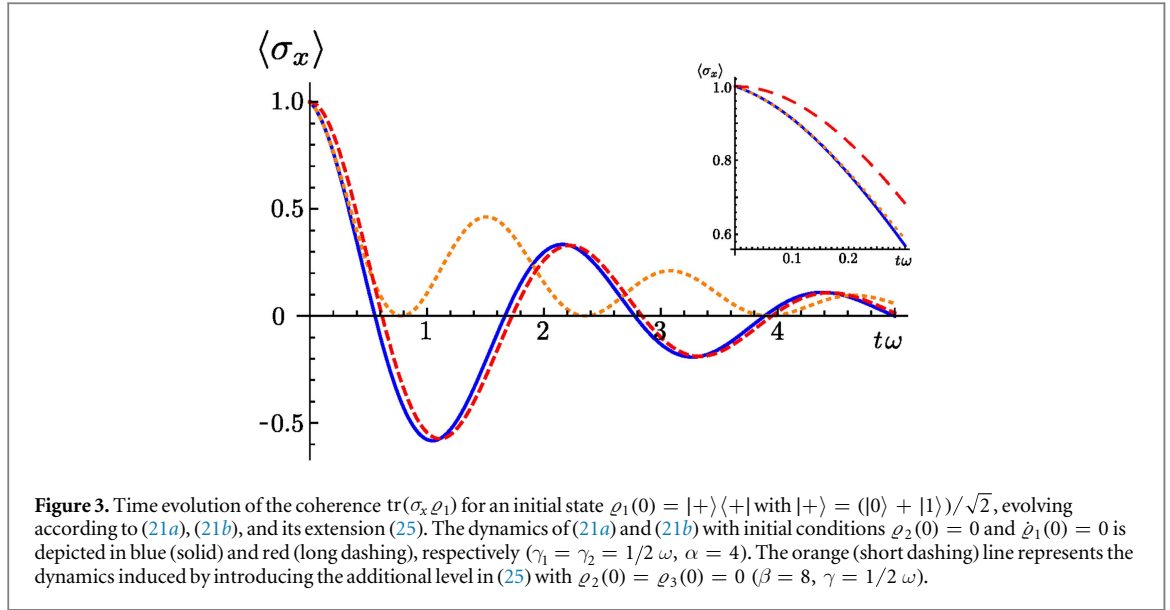 ⟨σₓ⟩
1.0
0.5
0
-0.5
1
2
3
4
tω
⟨σₓ⟩
1.0
0.8
0.6
0.1
0.2
tω
Figure 3. Time evolution of the coherence tr(σₓϱ₁) for an initial state ϱ₁(0) = |+⟩⟨+| with |+⟩ = (|0⟩ + |1⟩)/√2, evolving
according to (21a), (21b), and its extension (25). The dynamics of (21a) and (21b) with initial conditions ϱ₂(0) = 0 and ϱ̇₁(0) = 0 is
depicted in blue (solid) and red (long dashing), respectively (γ₁ = γ₂ = 1/2 ω, α = 4). The orange (short dashing) line represents the
dynamics induced by introducing the additional level in (25) with ϱ₂(0) = ϱ₃(0) = 0 (β = 8, γ = 1/2 ω).